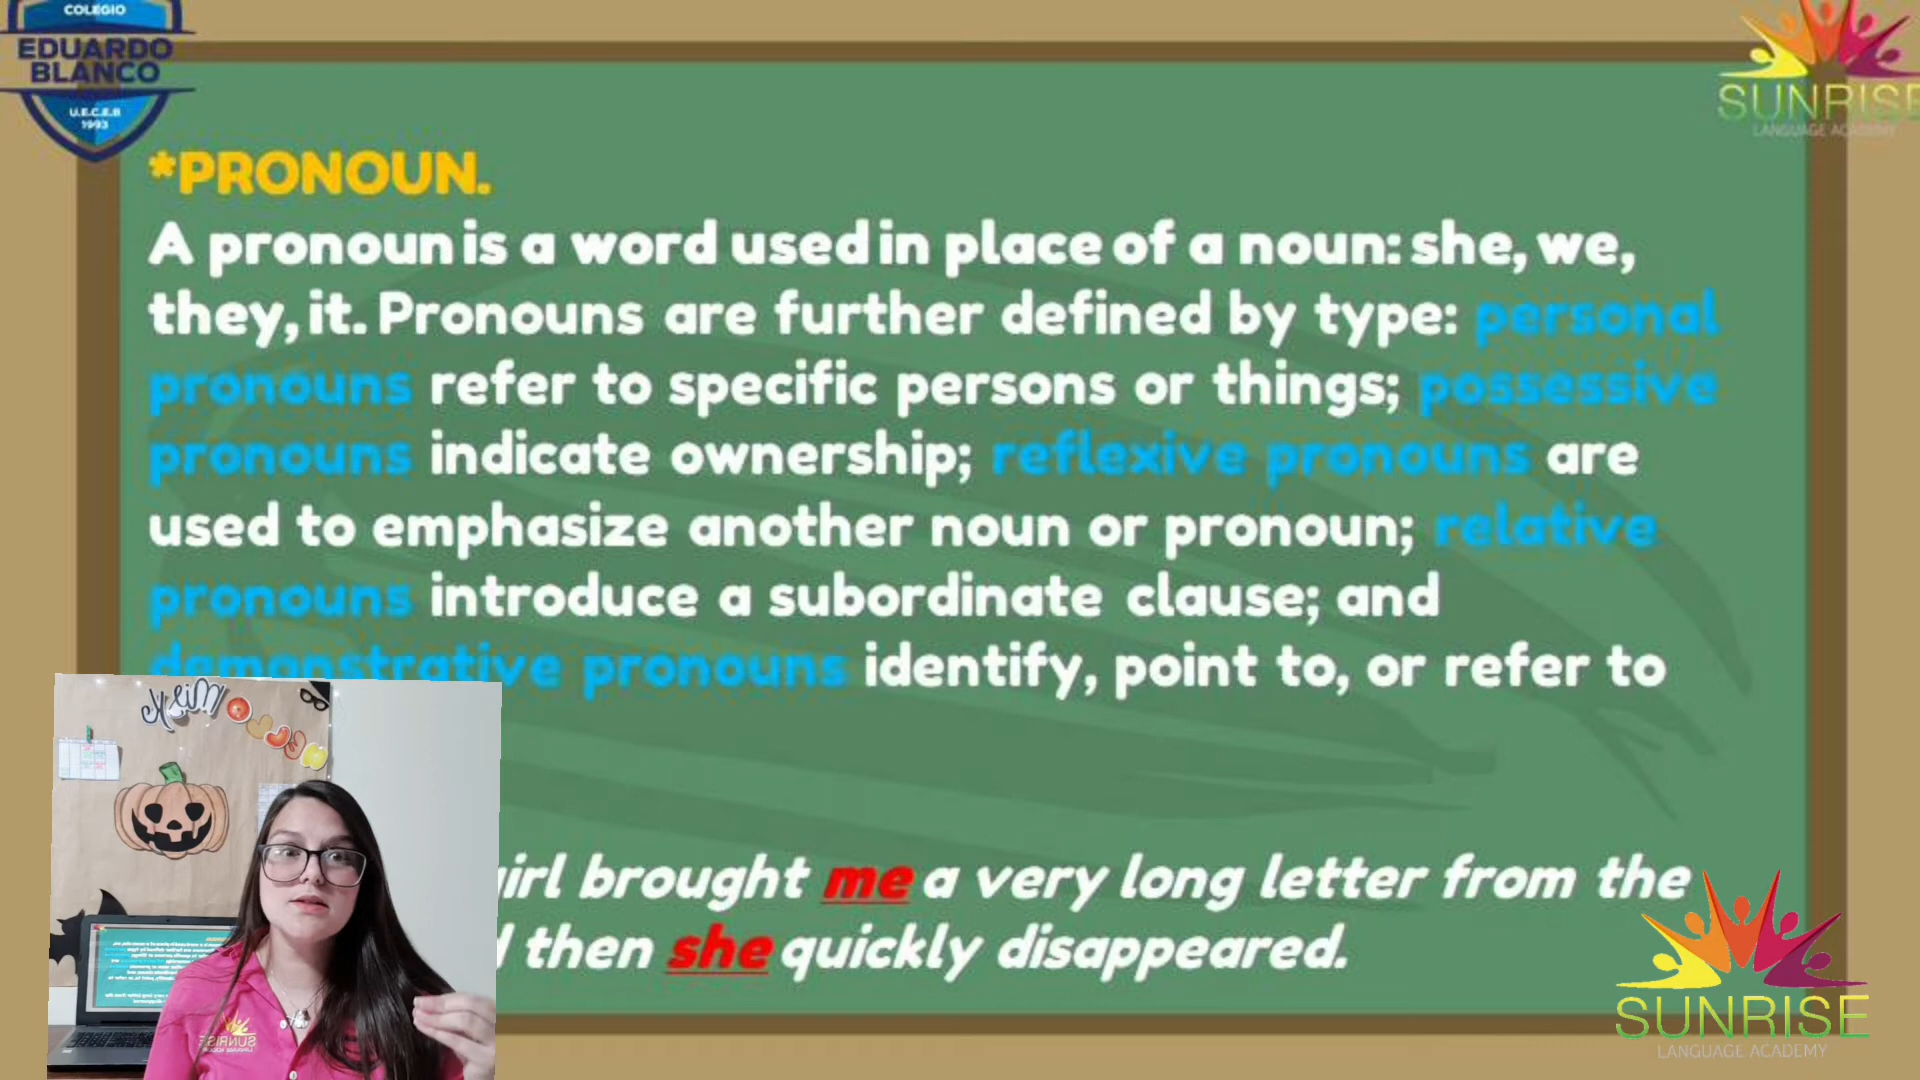 COLEGIO
EDUARDO
BLANCO
U.E.C.E.B
1993
SUNRISE
LANGUAGE ACADEMY
*PRONOUN.
A pronoun is a word used in place of a noun: she, we,
they, it. Pronouns are further defined by type: personal
pronouns refer to specific persons or things; possessive
pronouns indicate ownership; reflexive pronouns are
used to emphasize another noun or pronoun; relative
pronouns introduce a subordinate clause; and
demonstrative pronouns identify, point to, or refer to
irl brought me a very long letter from the
then she quickly disappeared.
SUNRISE
LANGUAGE ACADEMY
SUNRISE